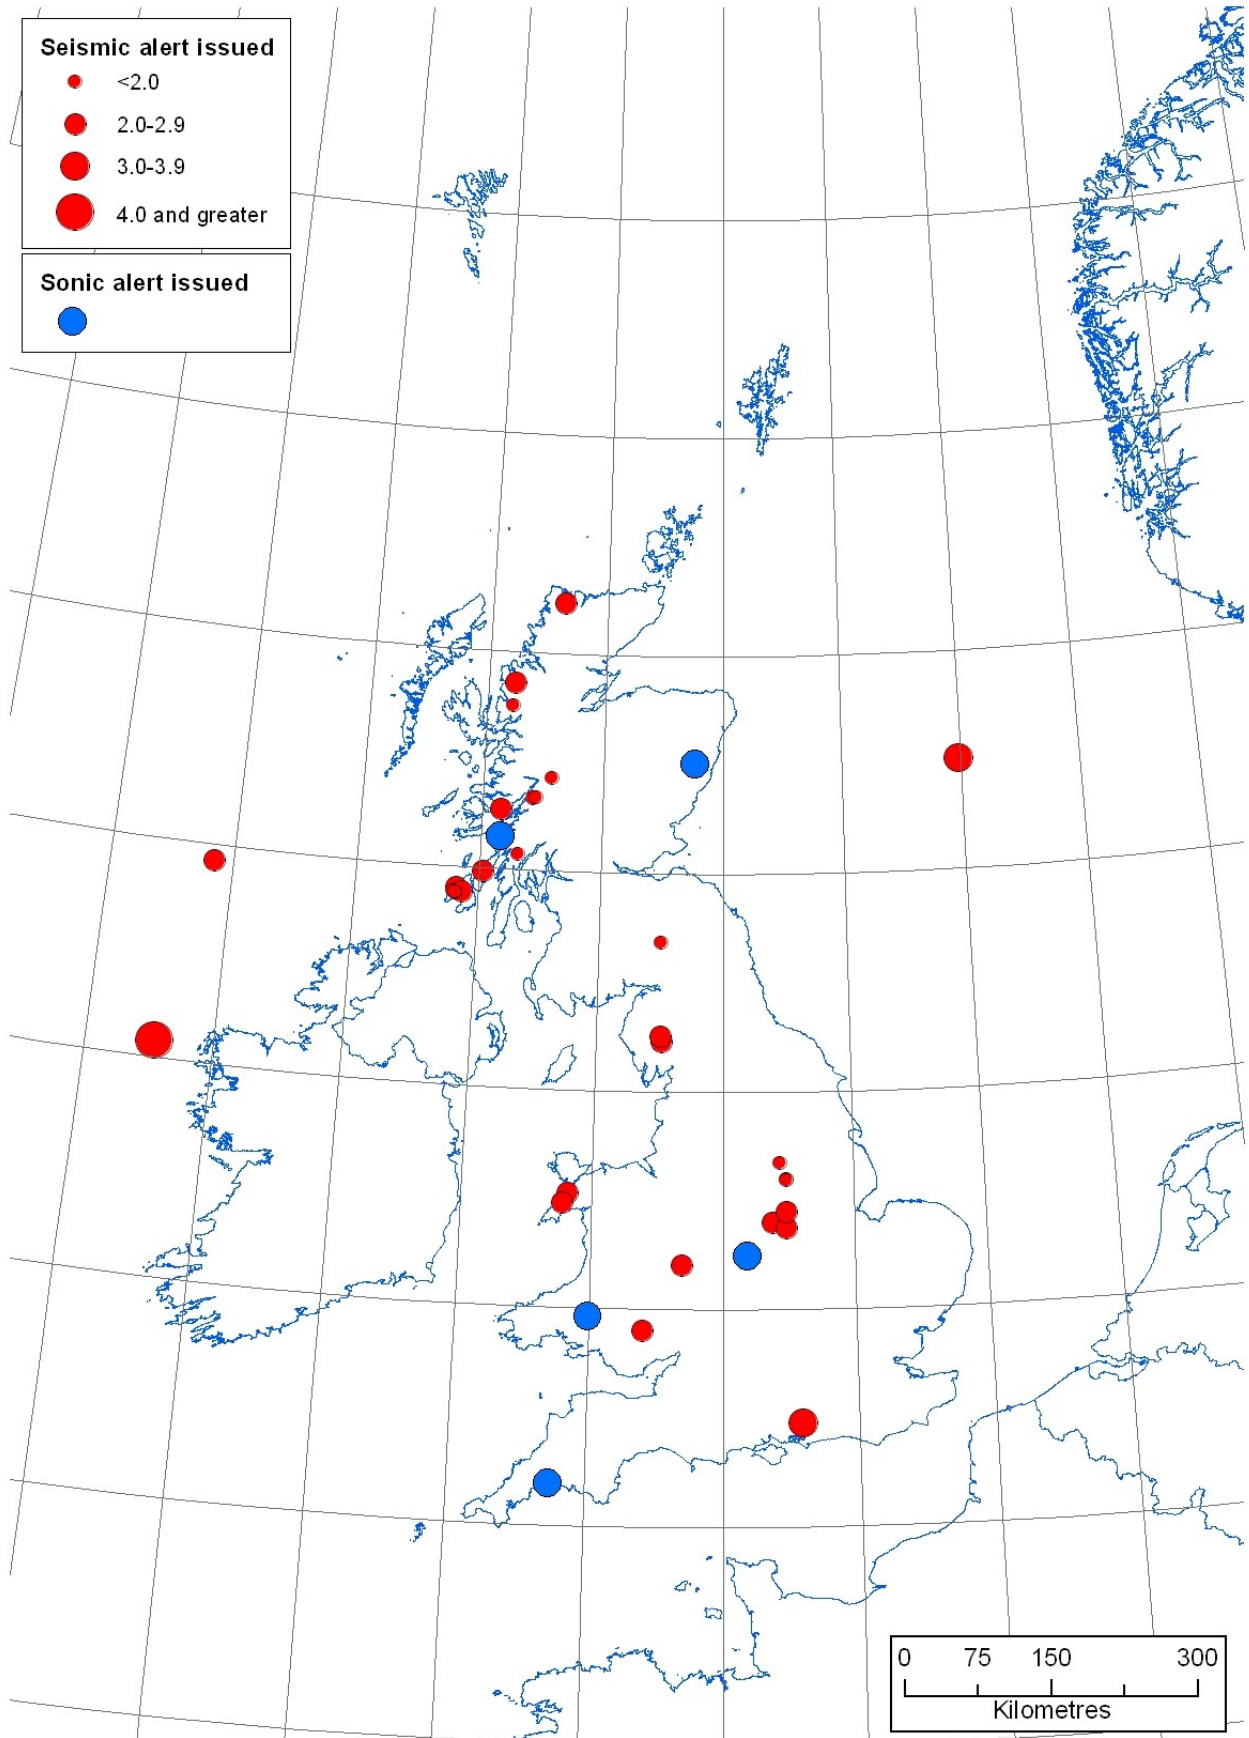 Seismic alert issued
<2.0
2.0-2.9
3.0-3.9
4.0 and greater
Sonic alert issued
0 75 150 300
Kilometres